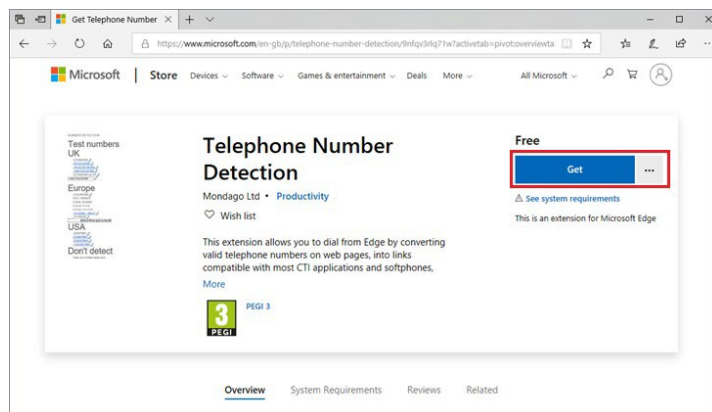 Get Telephone Number
https://www.microsoft.com/en-gb/p/telephone-number-detection/9nfqv3rlq71w?activetab=pivot:overviewta
Microsoft | Store Devices Software Games & entertainment Deals More All Microsoft
Test numbers
UK
Europe
USA
Don't detect
Telephone Number
Detection
Mondago Ltd • Productivity
Wish list
This extension allows you to dial from Edge by converting
valid telephone numbers on web pages, into links
compatible with most CTI applications and softphones,
More
3
PEGI
PEGI 3
Free
Get ...
See system requirements
This is an extension for Microsoft Edge
Overview System Requirements Reviews Related